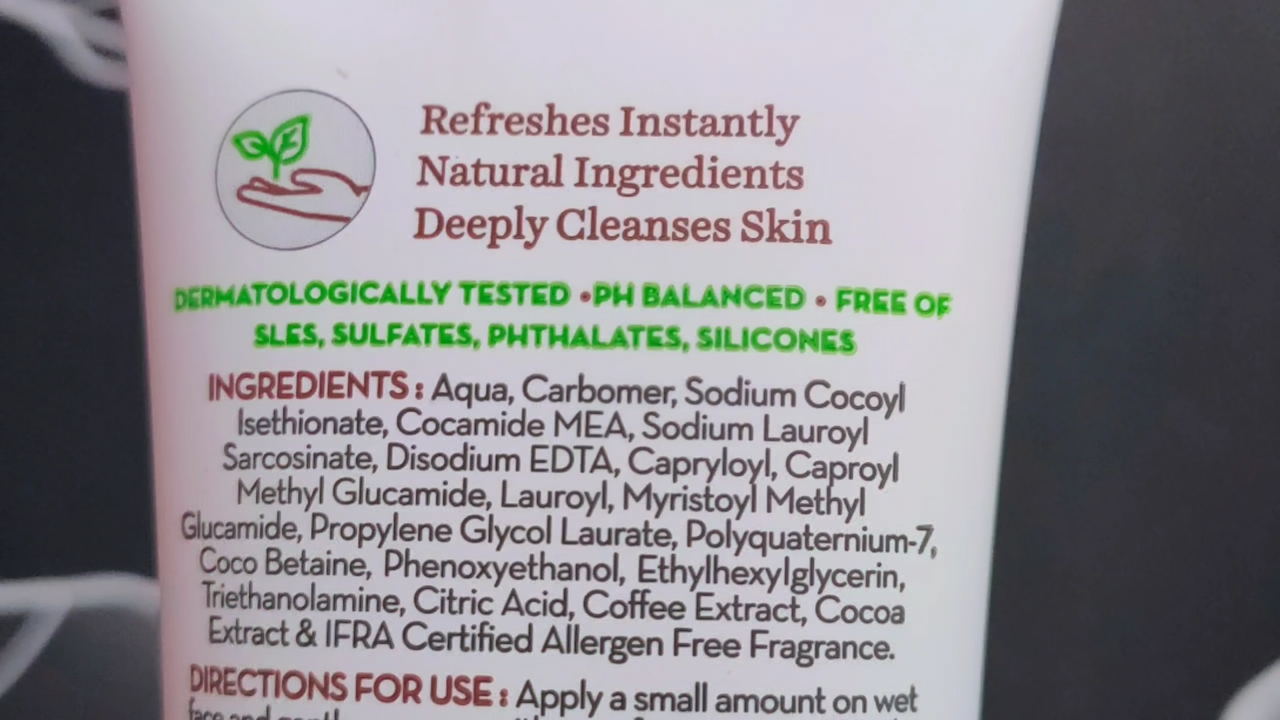 Refreshes Instantly
Natural Ingredients
Deeply Cleanses Skin
DERMATOLOGICALLY TESTED •PH BALANCED • FREE OF
SLES, SULFATES, PHTHALATES, SILICONES
INGREDIENTS : Aqua, Carbomer, Sodium Cocoyl
Isethionate, Cocamide MEA, Sodium Lauroyl
Sarcosinate, Disodium EDTA, Capryloyl, Caproyl
Methyl Glucamide, Lauroyl, Myristoyl Methyl
Glucamide, Propylene Glycol Laurate, Polyquaternium-7,
Coco Betaine, Phenoxyethanol, Ethylhexylglycerin,
Triethanolamine, Citric Acid, Coffee Extract, Cocoa
Extract & IFRA Certified Allergen Free Fragrance.
DIRECTIONS FOR USE : Apply a small amount on wet
face and